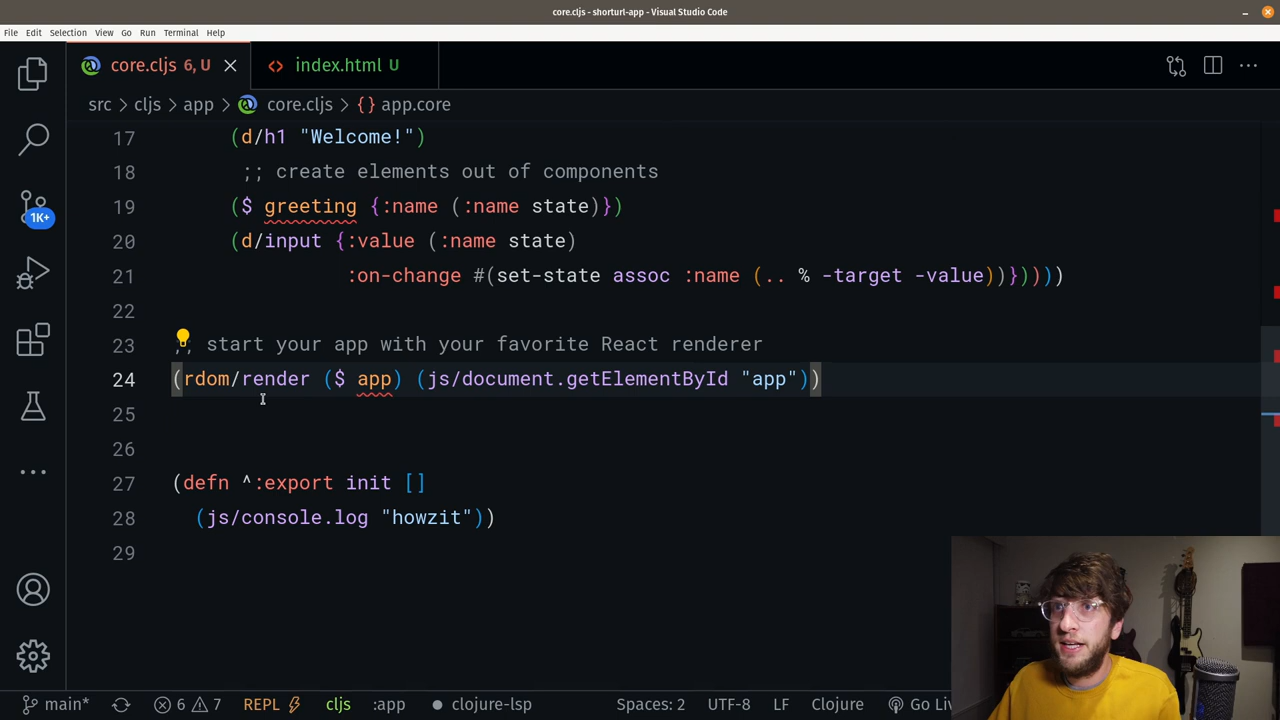 core.cljs - shorturl-app - Visual Studio Code
File Edit Selection View Go Run Terminal Help
core.cljs 6, U index.html U
src > cljs > app > core.cljs > {} app.core
17 (d/h1 "Welcome!")
18 ;; create elements out of components
19 ($ greeting {:name (:name state)})
20 (d/input {:value (:name state)
21 :on-change #(set-state assoc :name (.. % -target -value))}))))
22
23 ;; start your app with your favorite React renderer
24 (rdom/render ($ app) (js/document.getElementById "app"))
25
26
27 (defn ^:export init []
28 (js/console.log "howzit"))
29
1K+
main* 6 7 REPL cljs :app clojure-lsp Spaces: 2 UTF-8 LF Clojure Go Live